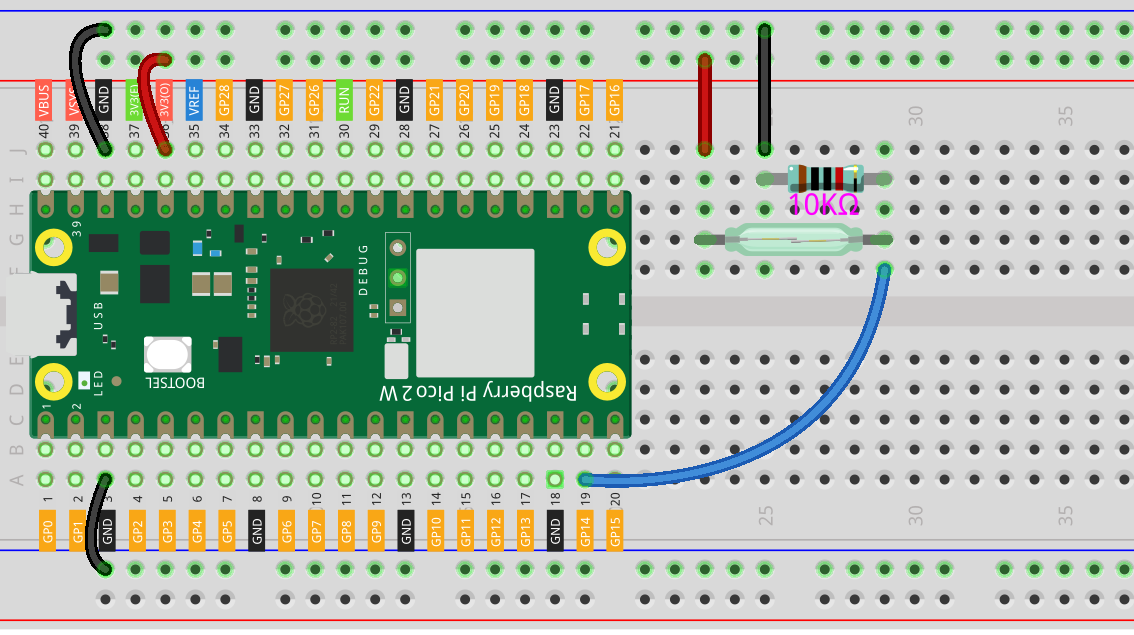 VBUS VSYS GND 3V3(E) 3V3(O) VREF GP28 GND GP27 GP26 RUN GP22 GND GP21 GP20 GP19 GP18 GND GP17 GP16
40 39 38 37 36 35 34 33 32 31 30 29 28 27 26 25 24 23 22 21
30 35
J
I
H
G
10KΩ
39
DEBUG
USB
BOOTSEL
LED
Raspberry Pi Pico 2 W
E
D
C
B
A
1 2
1 2 3 4 5 6 7 8 9 10 11 12 13 14 15 16 17 18 19 20
25 30 35
GP0 GP1 GND GP2 GP3 GP4 GP5 GND GP6 GP7 GP8 GP9 GND GP10 GP11 GP12 GP13 GND GP14 GP15